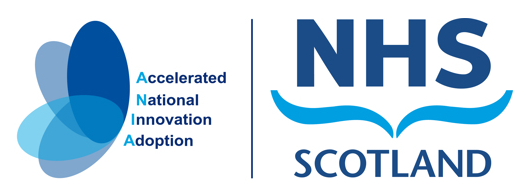 Accelerated
National
Innovation
Adoption
NHS
SCOTLAND